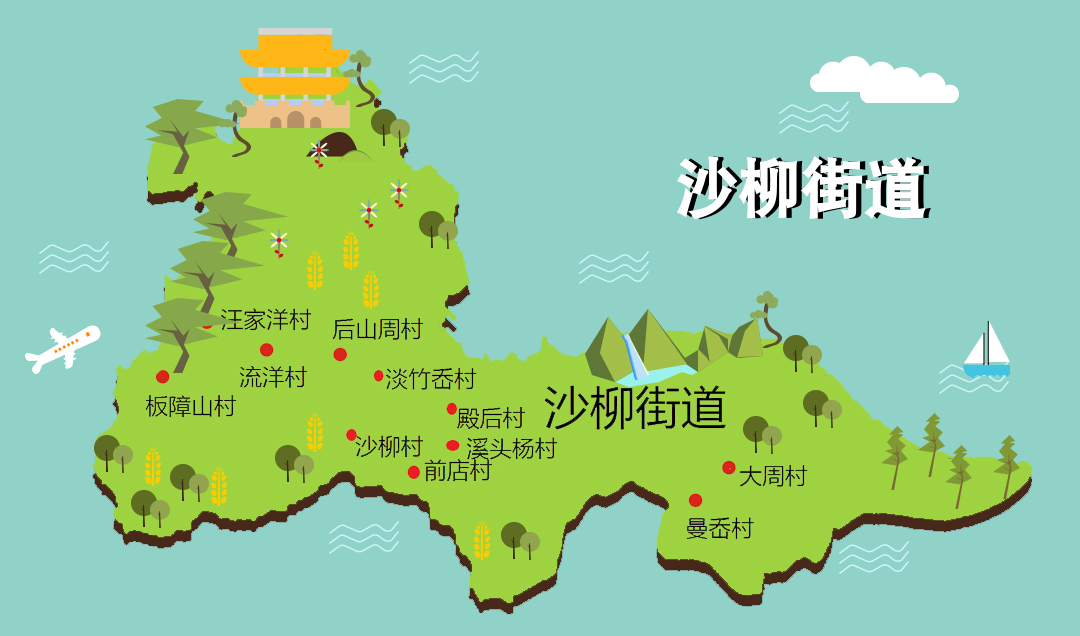 沙柳街道
汪家洋村
后山周村
流洋村
淡竹岙村
板障山村
殿后村
沙柳街道
沙柳村
溪头杨村
前店村
大周村
曼岙村